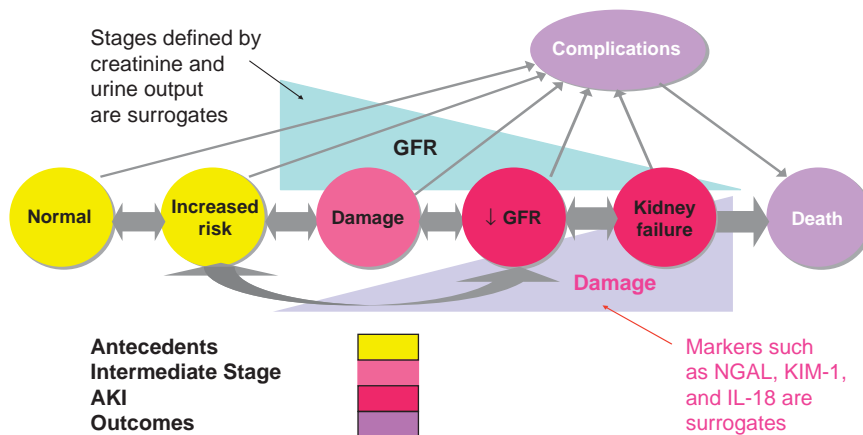 Stages defined by
creatinine and
urine output
are surrogates
Complications
GFR
Normal
Increased
risk
Damage
↓ GFR
Kidney
failure
Death
Damage
Antecedents
Intermediate Stage
AKI
Outcomes
Markers such
as NGAL, KIM-1,
and IL-18 are
surrogates